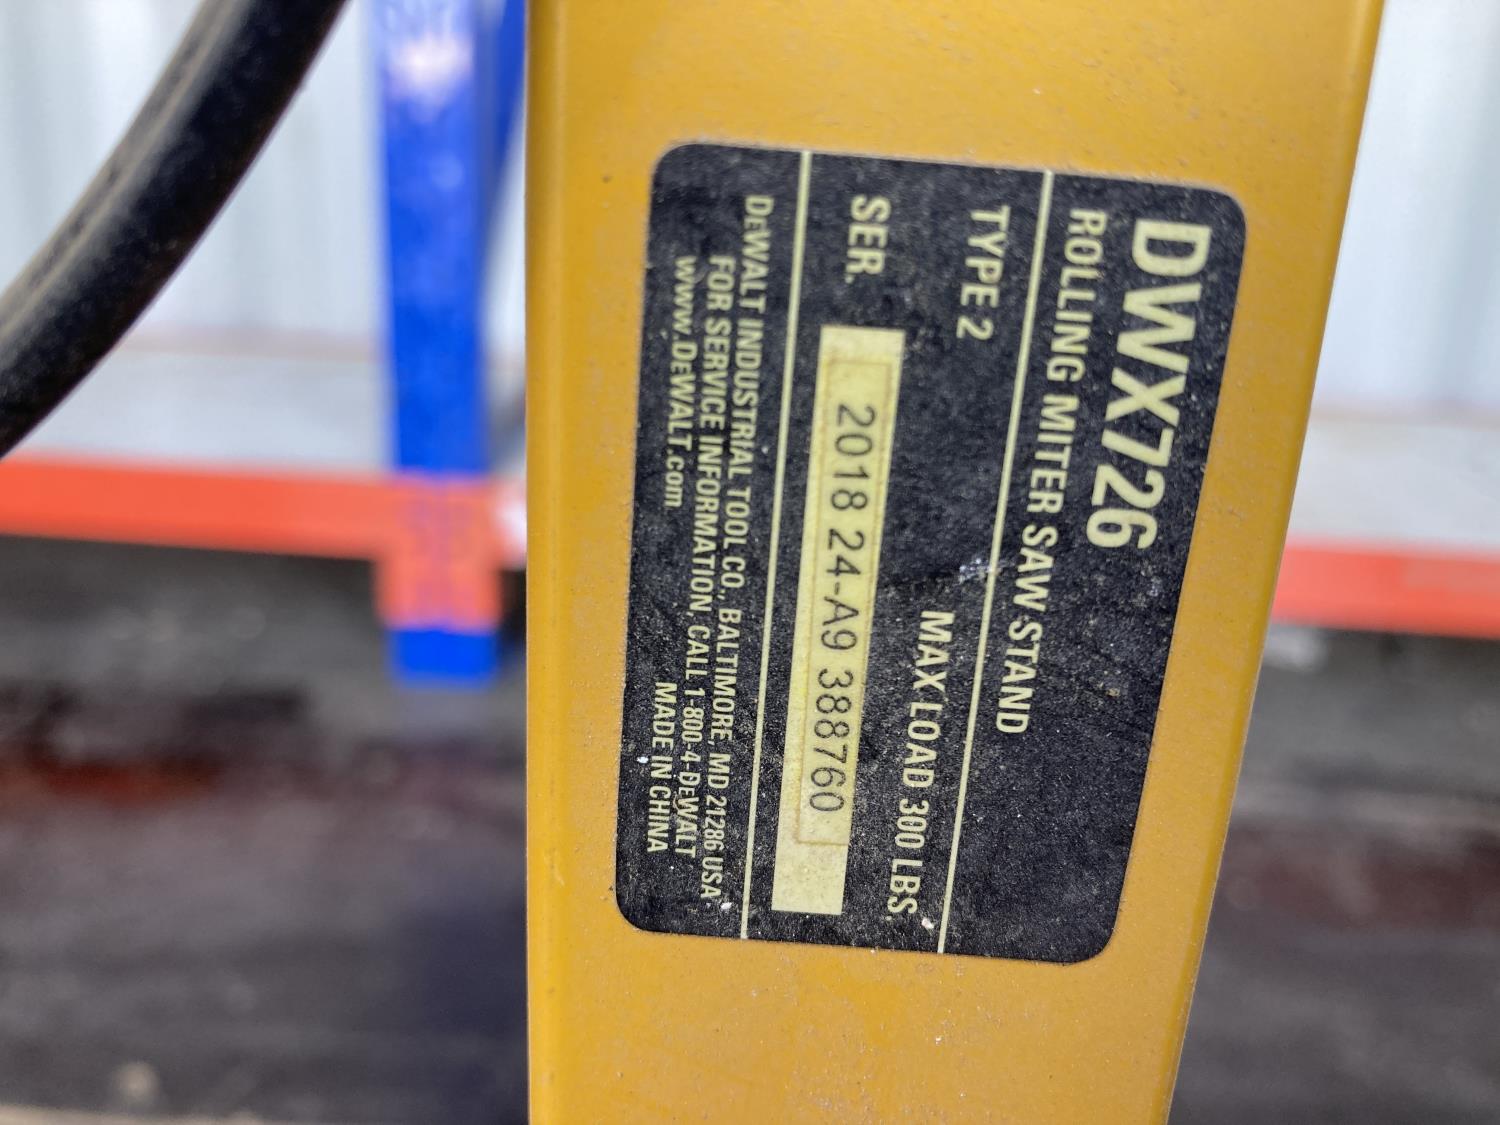 DWX726
ROLLING MITER SAW STAND
TYPE 2 MAX LOAD 300 LBS.
SER. 2018 24-A9 388760
DEWALT INDUSTRIAL TOOL CO., BALTIMORE, MD 21286 USA
FOR SERVICE INFORMATION, CALL 1-800-4-DEWALT
www.DEWALT.com MADE IN CHINA